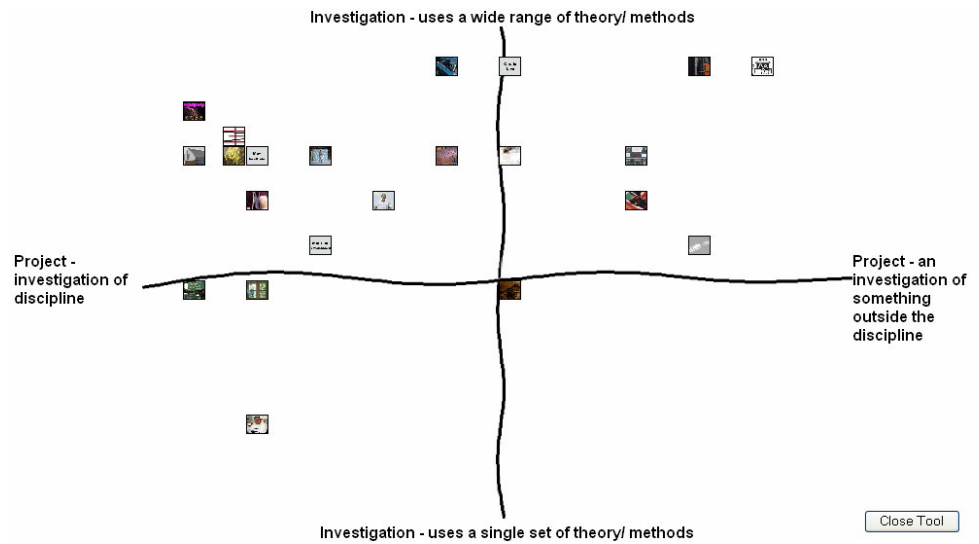 Investigation - uses a wide range of theory/ methods
Project -
investigation of
discipline
Project - an
investigation of
something
outside the
discipline
Investigation - uses a single set of theory/ methods
Close Tool